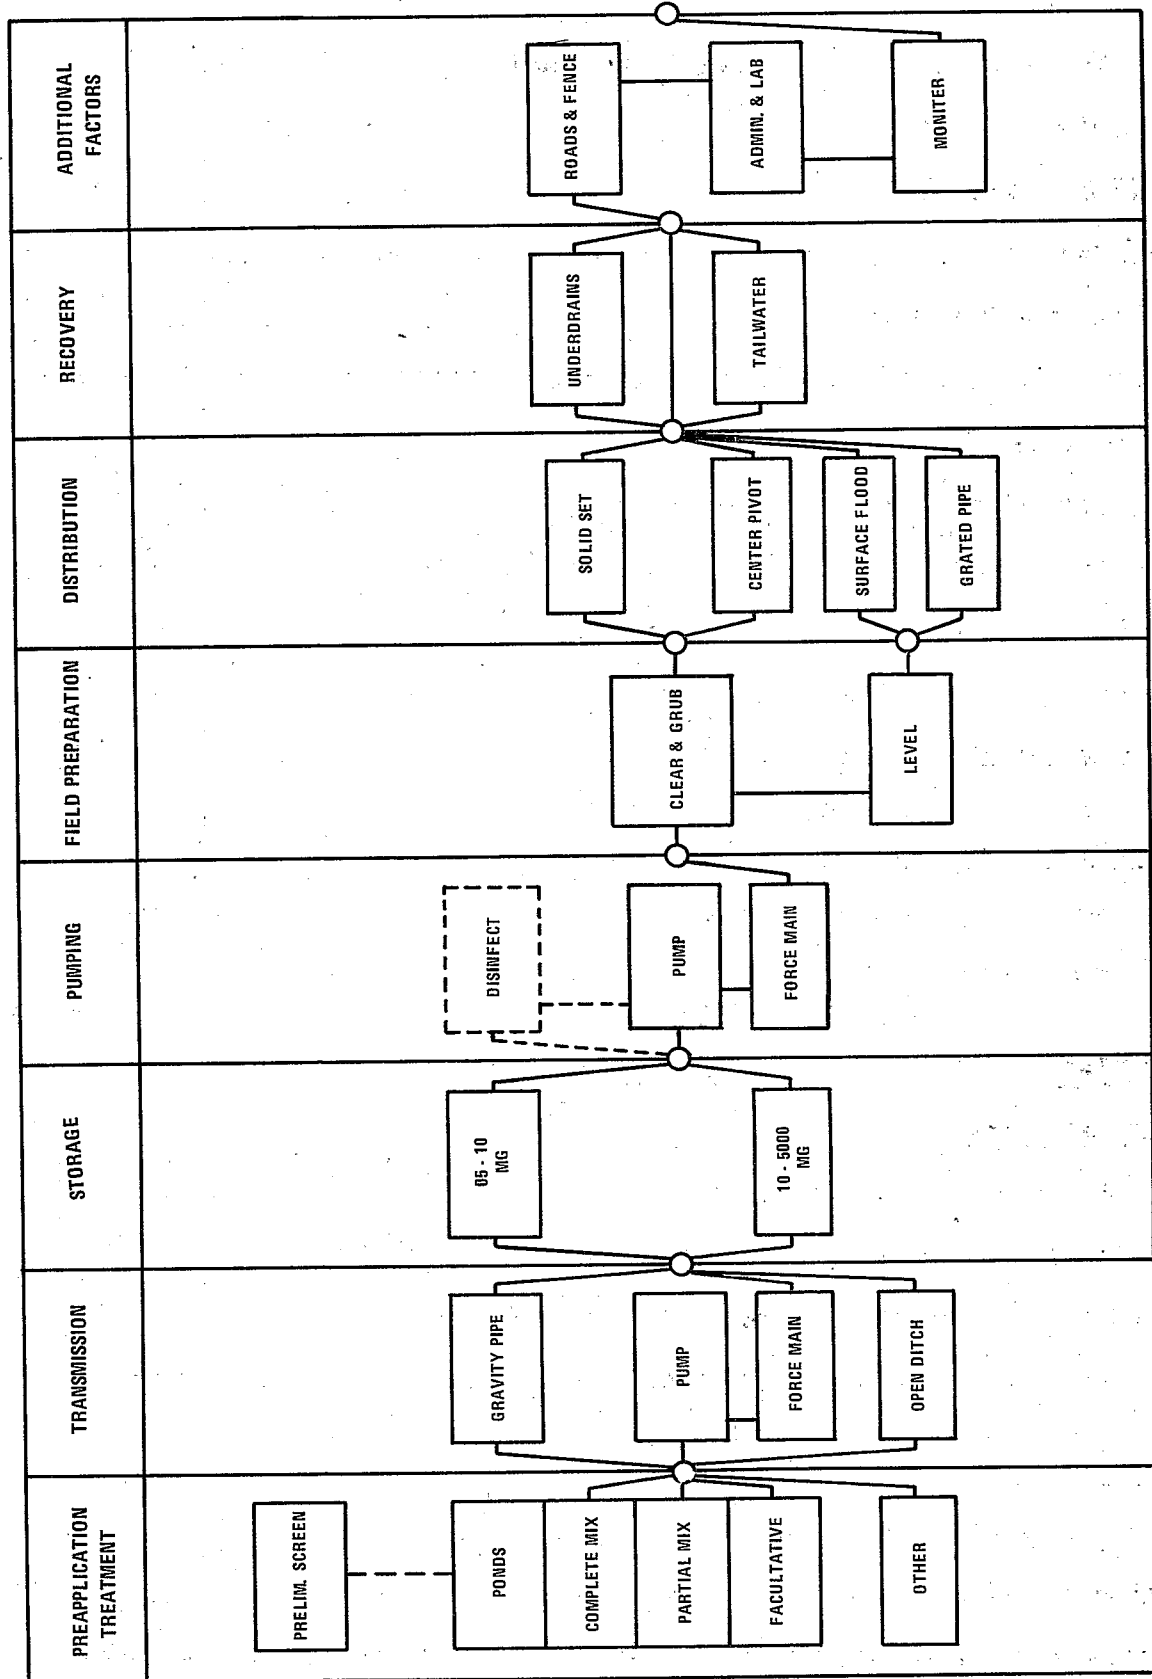 PREAPPLICATION
TREATMENT
TRANSMISSION
STORAGE
PUMPING
FIELD PREPARATION
DISTRIBUTION
RECOVERY
ADDITIONAL
FACTORS
PRELIM. SCREEN
PONDS
COMPLETE MIX
PARTIAL MIX
FACULTATIVE
OTHER
GRAVITY PIPE
PUMP
FORCE MAIN
OPEN DITCH
05 - 10
MG
10 - 5000
MG
DISINFECT
PUMP
FORCE MAIN
CLEAR & GRUB
LEVEL
SOLID SET
CENTER PIVOT
SURFACE FLOOD
GRATED PIPE
UNDERDRAINS
TAILWATER
ROADS & FENCE
ADMIN. & LAB
MONITER